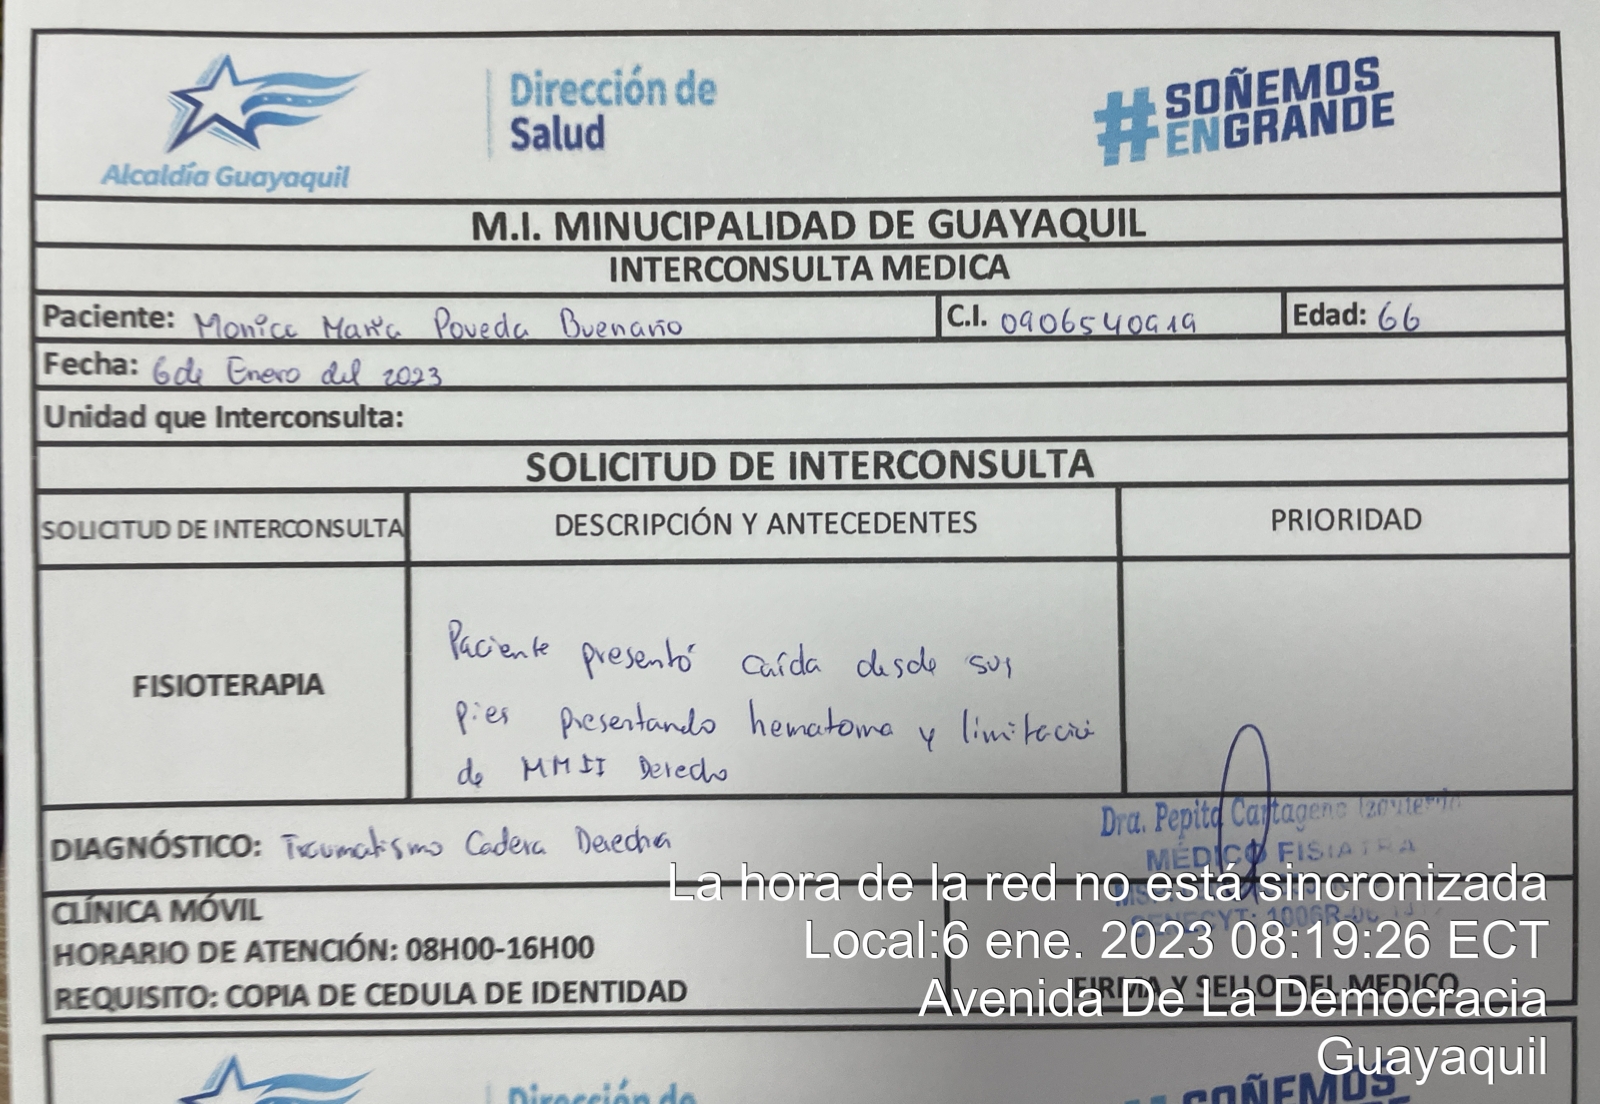 Alcaldía Guayaquil
Dirección de
Salud
#SOÑEMOS
ENGRANDE
M.I. MINUCIPALIDAD DE GUAYAQUIL
INTERCONSULTA MEDICA
Paciente: Monica Maria Poveda Buenaño C.I. 0906540919 Edad: 66
Fecha: 6 de Enero del 2023
Unidad que Interconsulta:
SOLICITUD DE INTERCONSULTA
SOLICITUD DE INTERCONSULTA DESCRIPCIÓN Y ANTECEDENTES PRIORIDAD
FISIOTERAPIA
Paciente presentó caída desde sus
pies presentando hematoma y limitación
de MMII Derecho
DIAGNÓSTICO: Traumatismo Cadera Derecha
Dra. Pepita Cartagena Izquierdo
MÉDICO FISIATRA
CLÍNICA MÓVIL
HORARIO DE ATENCIÓN: 08H00-16H00
REQUISITO: COPIA DE CEDULA DE IDENTIDAD
FIRMA Y SELLO DEL MEDICO
La hora de la red no está sincronizada
Local:6 ene. 2023 08:19:26 ECT
Avenida De La Democracia
Guayaquil
Dirección de
SOÑEMOS